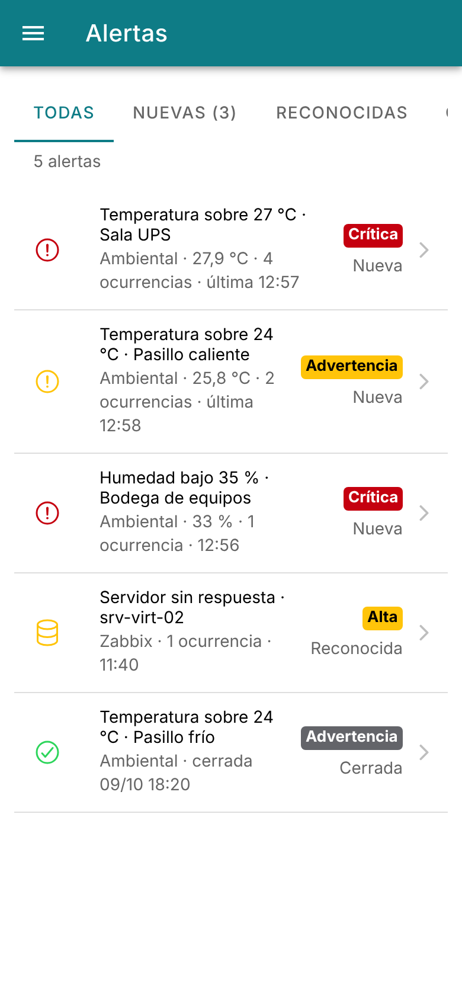 Alertas
TODAS
NUEVAS (3)
RECONOCIDAS
5 alertas
Temperatura sobre 27 °C ·
Sala UPS
Ambiental · 27,9 °C · 4
ocurrencias · última 12:57
Crítica
Nueva
Temperatura sobre 24
°C · Pasillo caliente
Ambiental · 25,8 °C · 2
ocurrencias · última
12:58
Advertencia
Nueva
Humedad bajo 35 % ·
Bodega de equipos
Ambiental · 33 % · 1
ocurrencia · 12:56
Crítica
Nueva
Servidor sin respuesta ·
srv-virt-02
Zabbix · 1 ocurrencia ·
11:40
Alta
Reconocida
Temperatura sobre 24
°C · Pasillo frío
Ambiental · cerrada
09/10 18:20
Advertencia
Cerrada